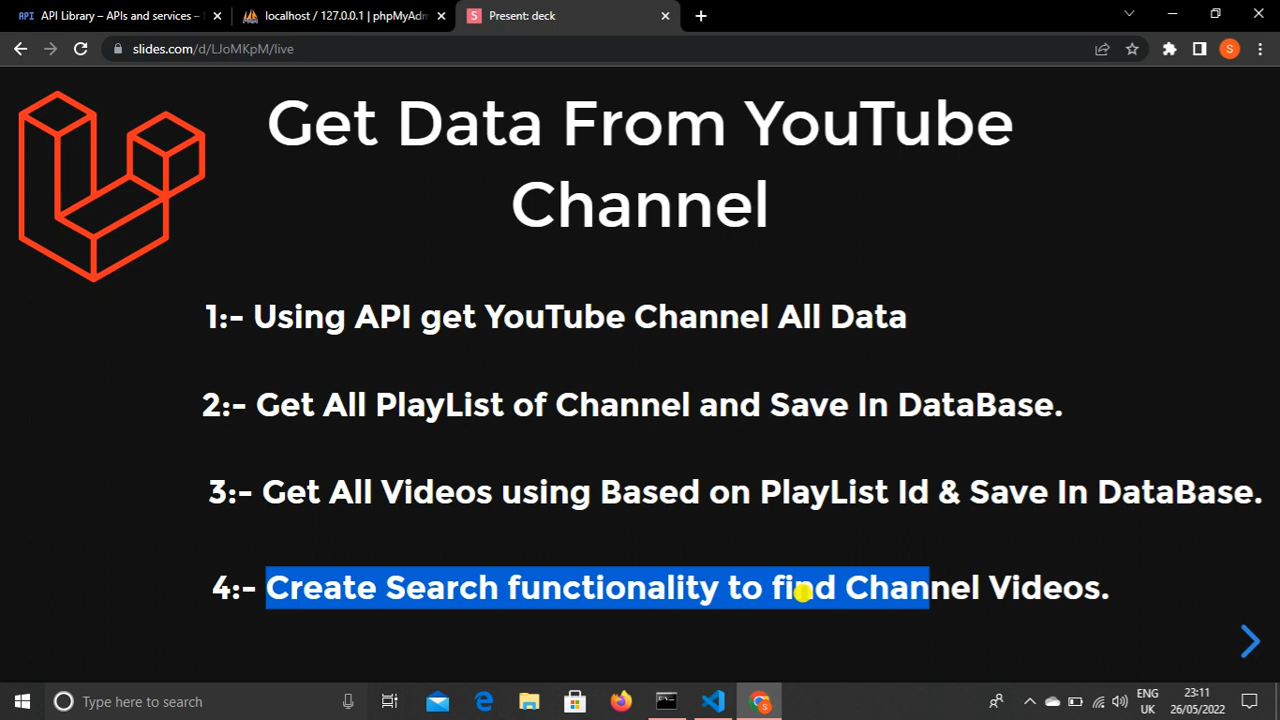 API API Library – APIs and services –
localhost / 127.0.0.1 | phpMyAdm
S Present: deck
slides.com/d/LJoMKpM/live
S
Get Data From YouTube
Channel
1:- Using API get YouTube Channel All Data
2:- Get All PlayList of Channel and Save In DataBase.
3:- Get All Videos using Based on PlayList Id & Save In DataBase.
4:- Create Search functionality to find Channel Videos.
Type here to search
S
ENG
UK
23:11
26/05/2022